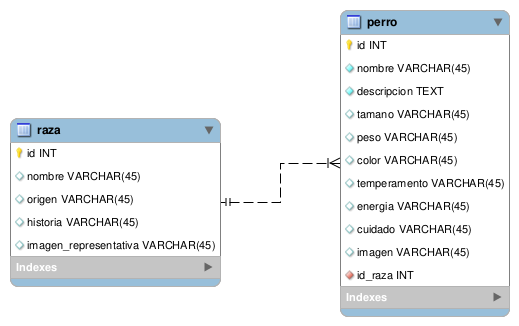 raza
id INT
nombre VARCHAR(45)
origen VARCHAR(45)
historia VARCHAR(45)
imagen_representativa VARCHAR(45)
Indexes
perro
id INT
nombre VARCHAR(45)
descripcion TEXT
tamano VARCHAR(45)
peso VARCHAR(45)
color VARCHAR(45)
temperamento VARCHAR(45)
energia VARCHAR(45)
cuidado VARCHAR(45)
imagen VARCHAR(45)
id_raza INT
Indexes